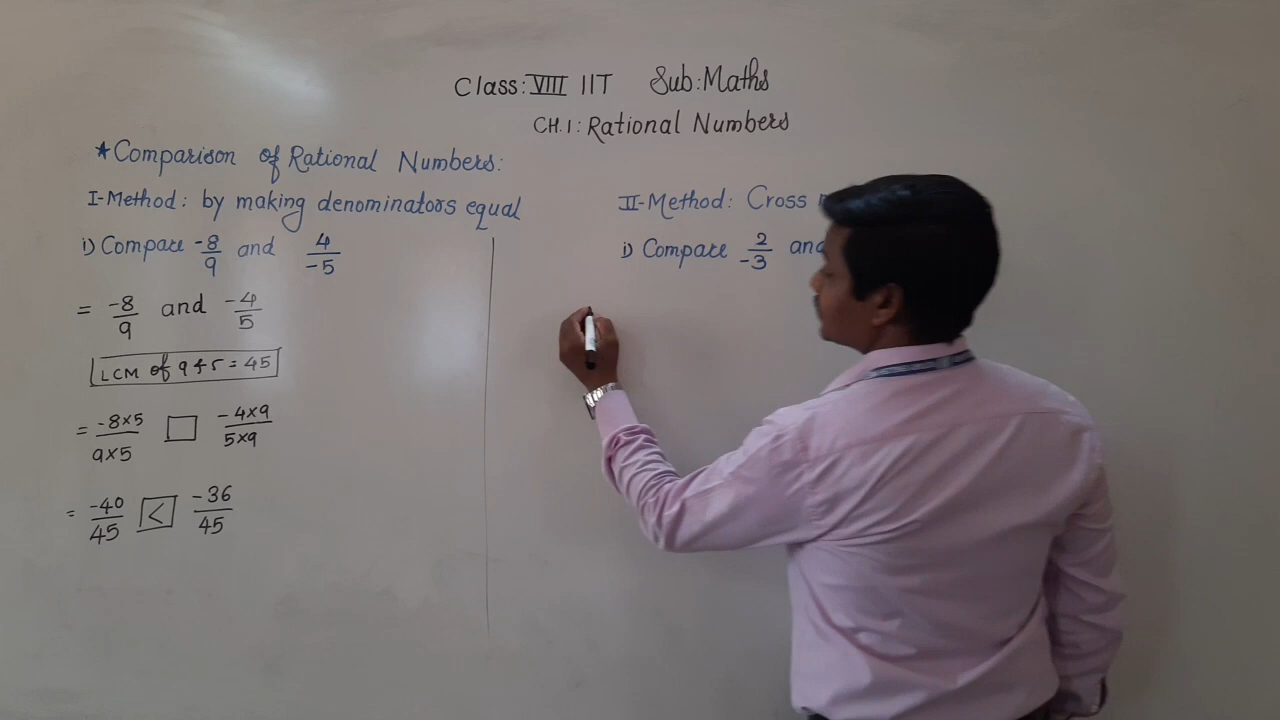 Class: VIII IIT Sub: Maths
CH.1: Rational Numbers
★Comparison of Rational Numbers:
I-Method: by making denominators equal
i) Compare -8/9 and 4/-5
= -8/9 and -4/5
LCM of 9 & 5 = 45
= -8×5/9×5 □ -4×9/5×9
= -40/45 < -36/45
II-Method: Cross
i) Compare 2/-3 and